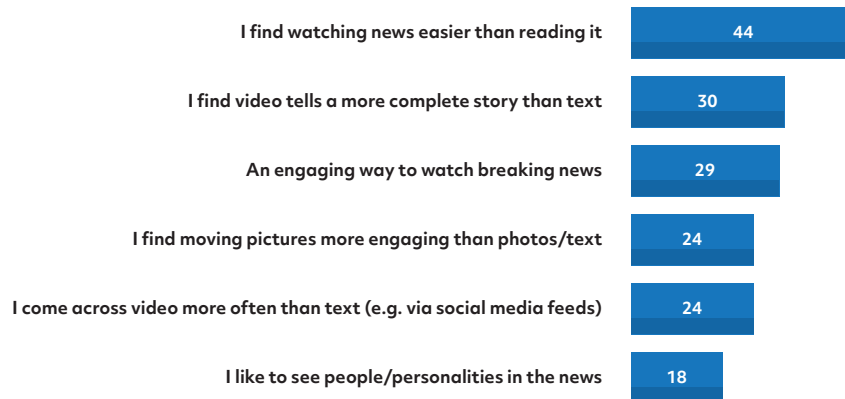 I find watching news easier than reading it 44
I find video tells a more complete story than text 30
An engaging way to watch breaking news 29
I find moving pictures more engaging than photos/text 24
I come across video more often than text (e.g. via social media feeds) 24
I like to see people/personalities in the news 18